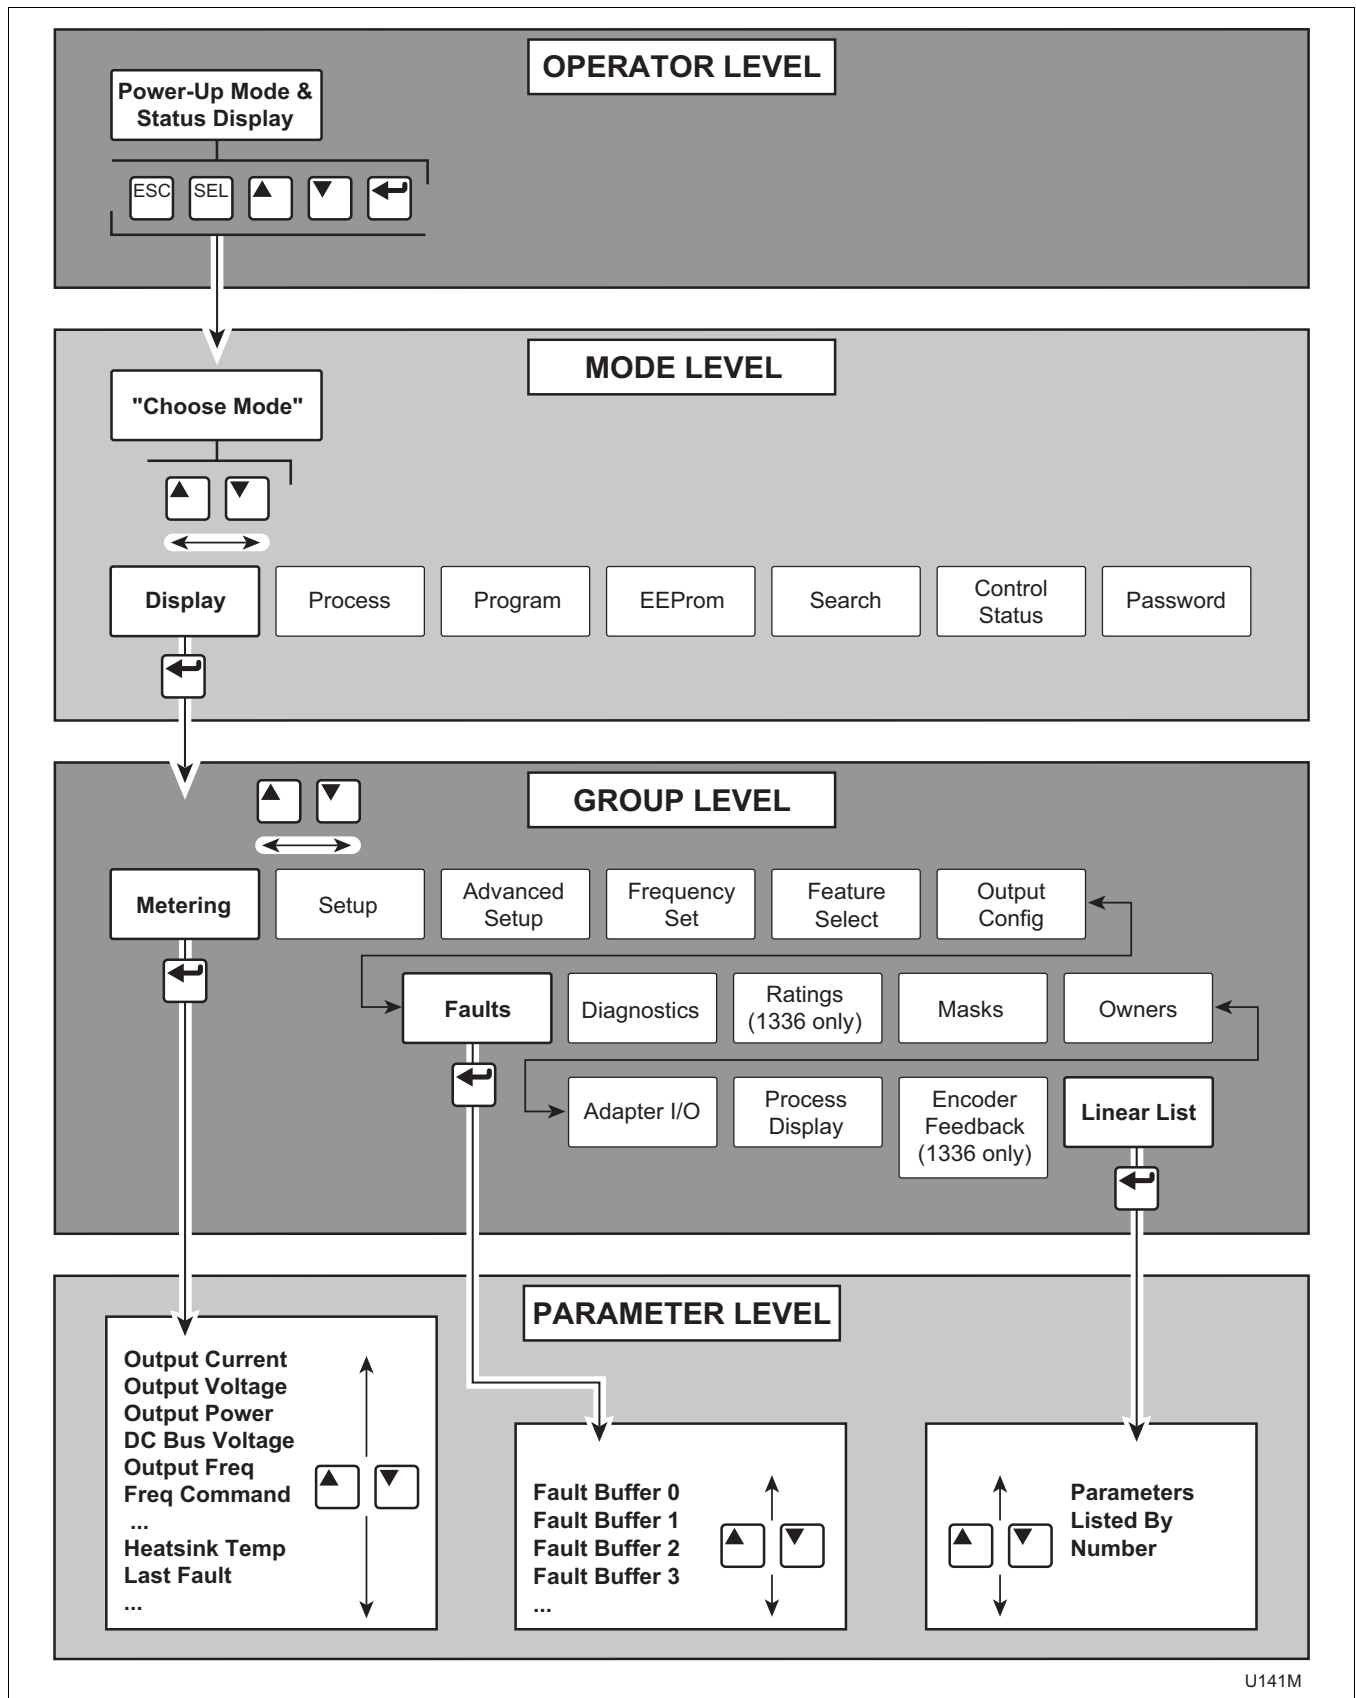 OPERATOR LEVEL
Power-Up Mode &
Status Display
ESC SEL
MODE LEVEL
"Choose Mode"
Display
Process
Program
EEProm
Search
Control
Status
Password
GROUP LEVEL
Metering
Setup
Advanced
Setup
Frequency
Set
Feature
Select
Output
Config
Faults
Diagnostics
Ratings
(1336 only)
Masks
Owners
Adapter I/O
Process
Display
Encoder
Feedback
(1336 only)
Linear List
PARAMETER LEVEL
Output Current
Output Voltage
Output Power
DC Bus Voltage
Output Freq
Freq Command
...
Heatsink Temp
Last Fault
...
Fault Buffer 0
Fault Buffer 1
Fault Buffer 2
Fault Buffer 3
...
Parameters
Listed By
Number
U141M